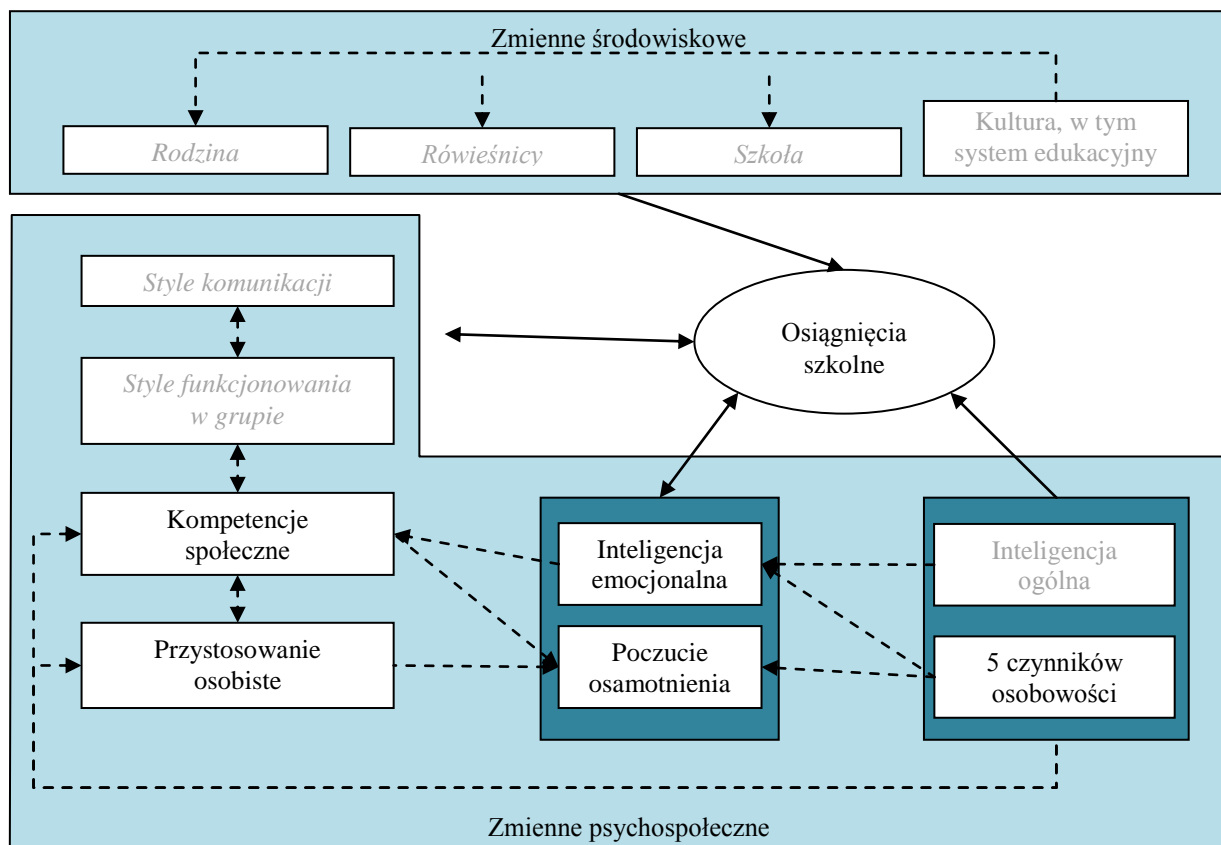 Zmienne środowiskowe
Rodzina
Rówieśnicy
Szkoła
Kultura, w tym
system edukacyjny
Style komunikacji
Style funkcjonowania
w grupie
Kompetencje
społeczne
Przystosowanie
osobiste
Osiągnięcia
szkolne
Inteligencja
emocjonalna
Poczucie
osamotnienia
Inteligencja
ogólna
5 czynników
osobowości
Zmienne psychospołeczne